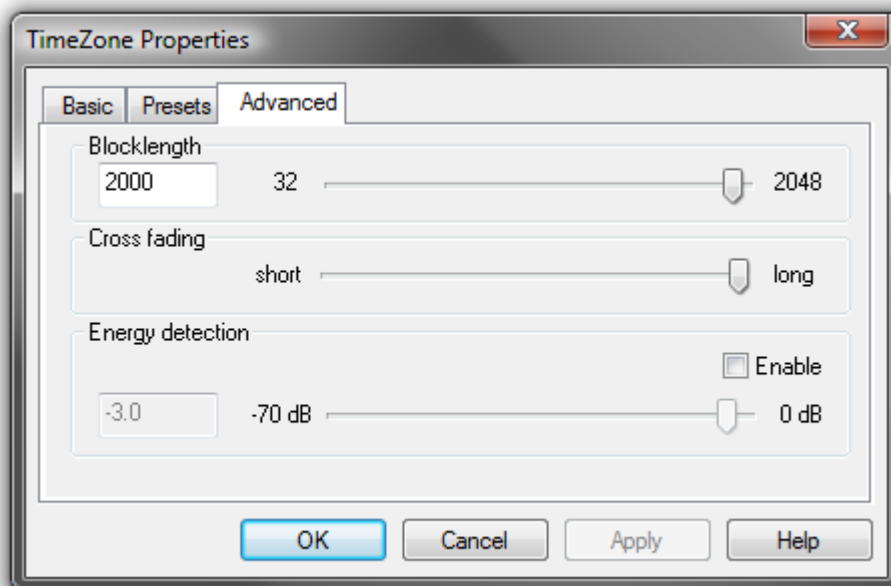 TimeZone Properties
Basic Presets Advanced
Blocklength
2000 32 2048
Cross fading
short long
Energy detection
Enable
-3.0 -70 dB 0 dB
OK Cancel Apply Help